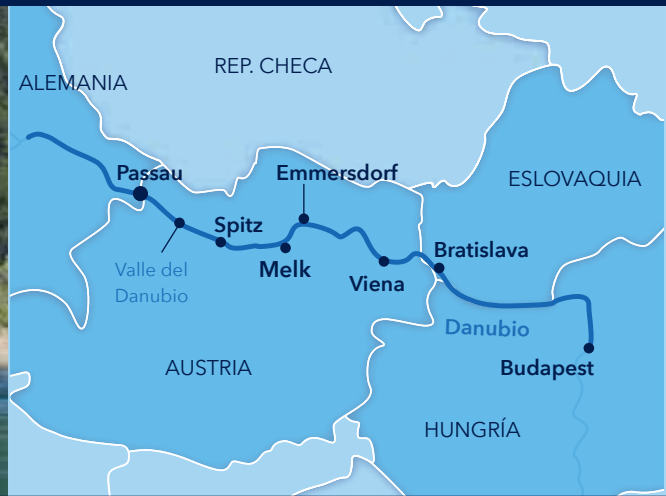 REP. CHECA
ALEMANIA
Passau
Emmersdorf
ESLOVAQUIA
Spitz
Bratislava
Valle del
Danubio
Melk
Viena
Danubio
AUSTRIA
Budapest
HUNGRÍA